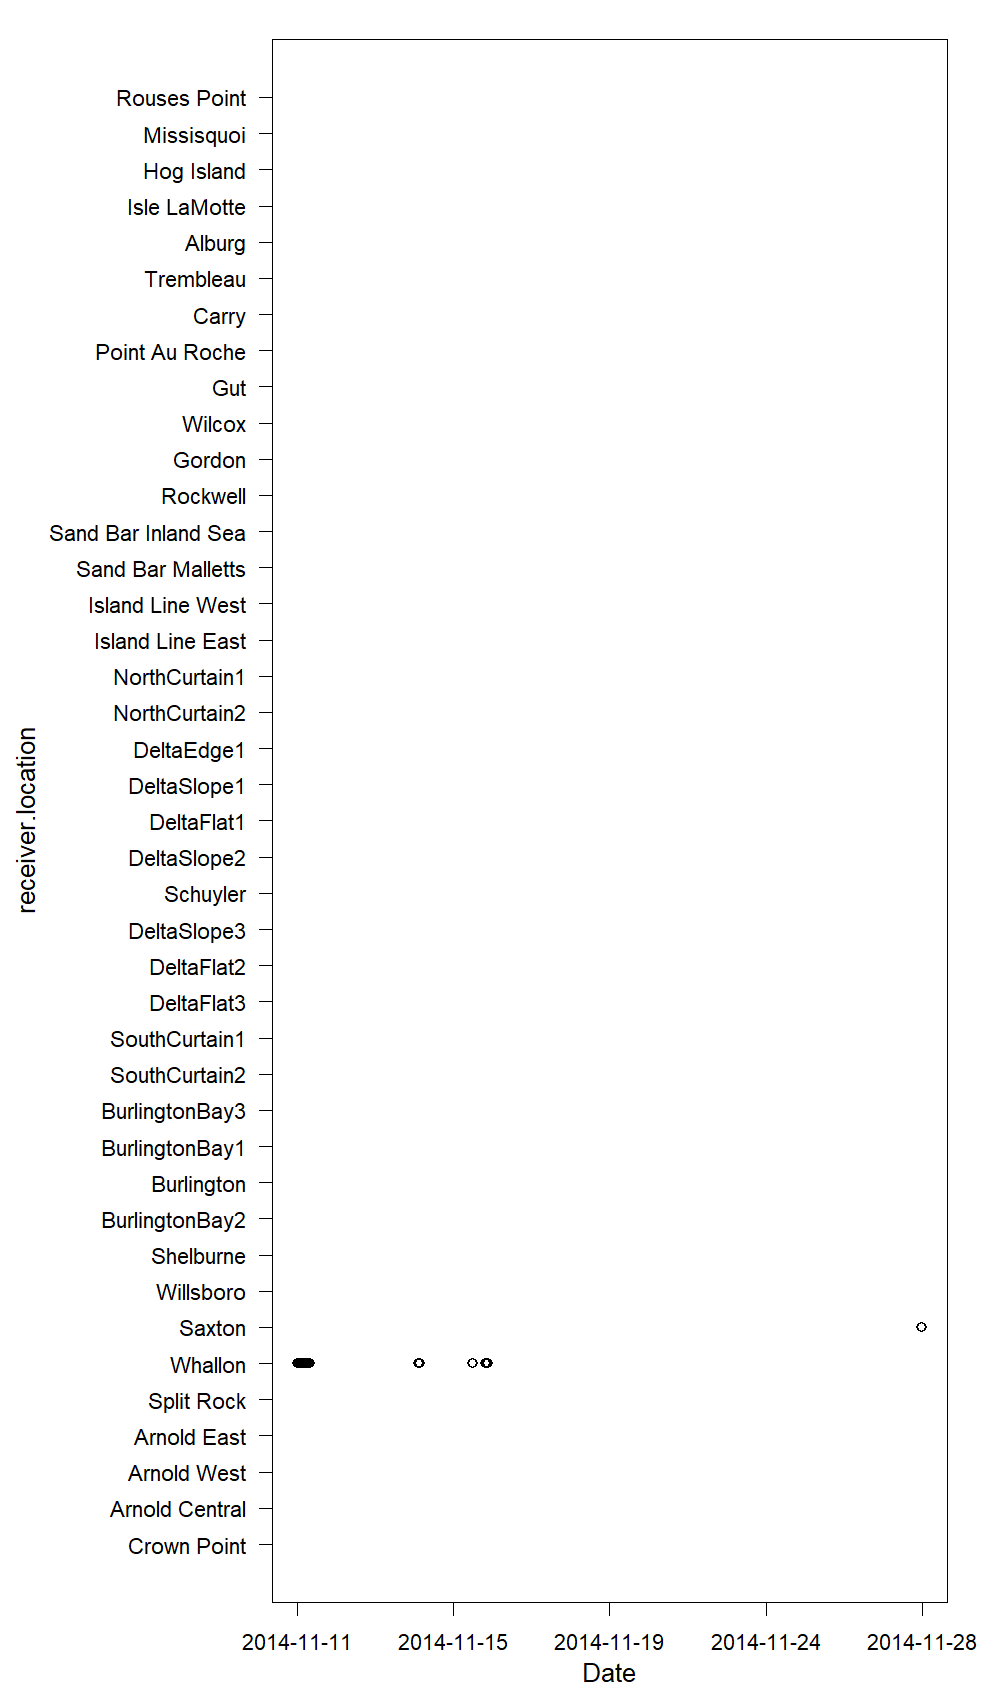 Rouses Point
Missisquoi
Hog Island
Isle LaMotte
Alburg
Trembleau
Carry
Point Au Roche
Gut
Wilcox
Gordon
Rockwell
Sand Bar Inland Sea
Sand Bar Malletts
Island Line West
Island Line East
NorthCurtain1
NorthCurtain2
DeltaEdge1
DeltaSlope1
DeltaFlat1
DeltaSlope2
Schuyler
DeltaSlope3
DeltaFlat2
DeltaFlat3
SouthCurtain1
SouthCurtain2
BurlingtonBay3
BurlingtonBay1
Burlington
BurlingtonBay2
Shelburne
Willsboro
Saxton
Whallon
Split Rock
Arnold East
Arnold West
Arnold Central
Crown Point
receiver.location
2014-11-11 2014-11-15 2014-11-19 2014-11-24 2014-11-28
Date